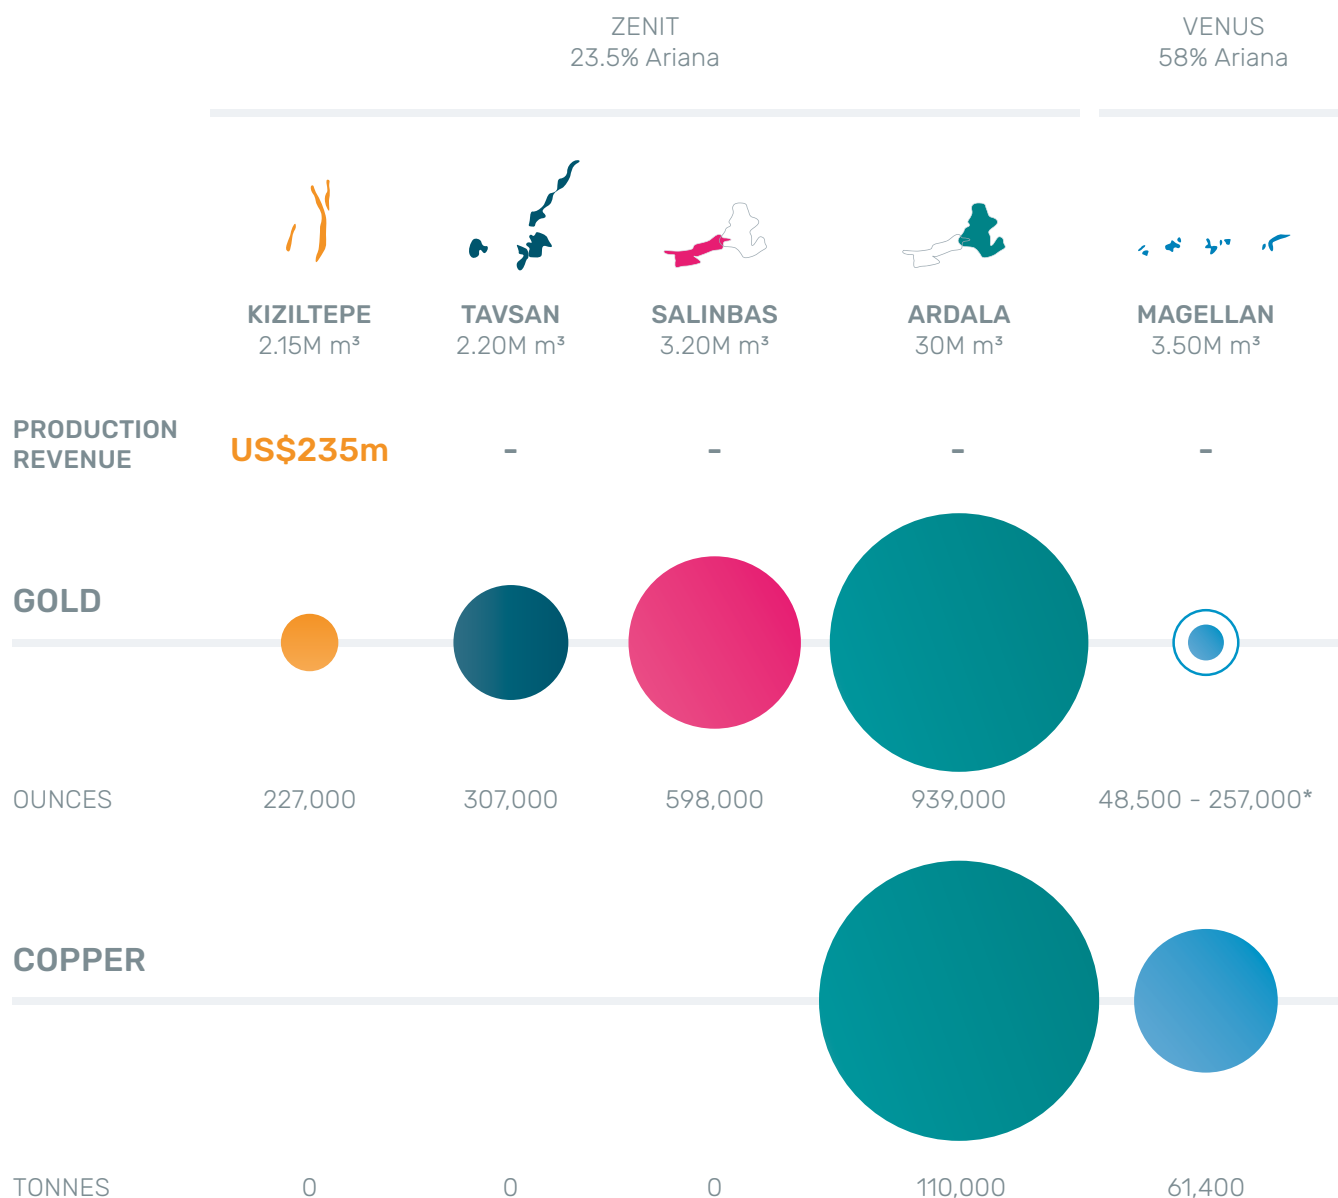 ZENIT
23.5% Ariana
VENUS
58% Ariana
KIZILTEPE
2.15M m³
TAVSAN
2.20M m³
SALINBAS
3.20M m³
ARDALA
30M m³
MAGELLAN
3.50M m³
PRODUCTION
REVENUE
US$235m
-
-
-
-
GOLD
OUNCES
227,000
307,000
598,000
939,000
48,500 - 257,000*
COPPER
TONNES
0
0
0
110,000
61,400